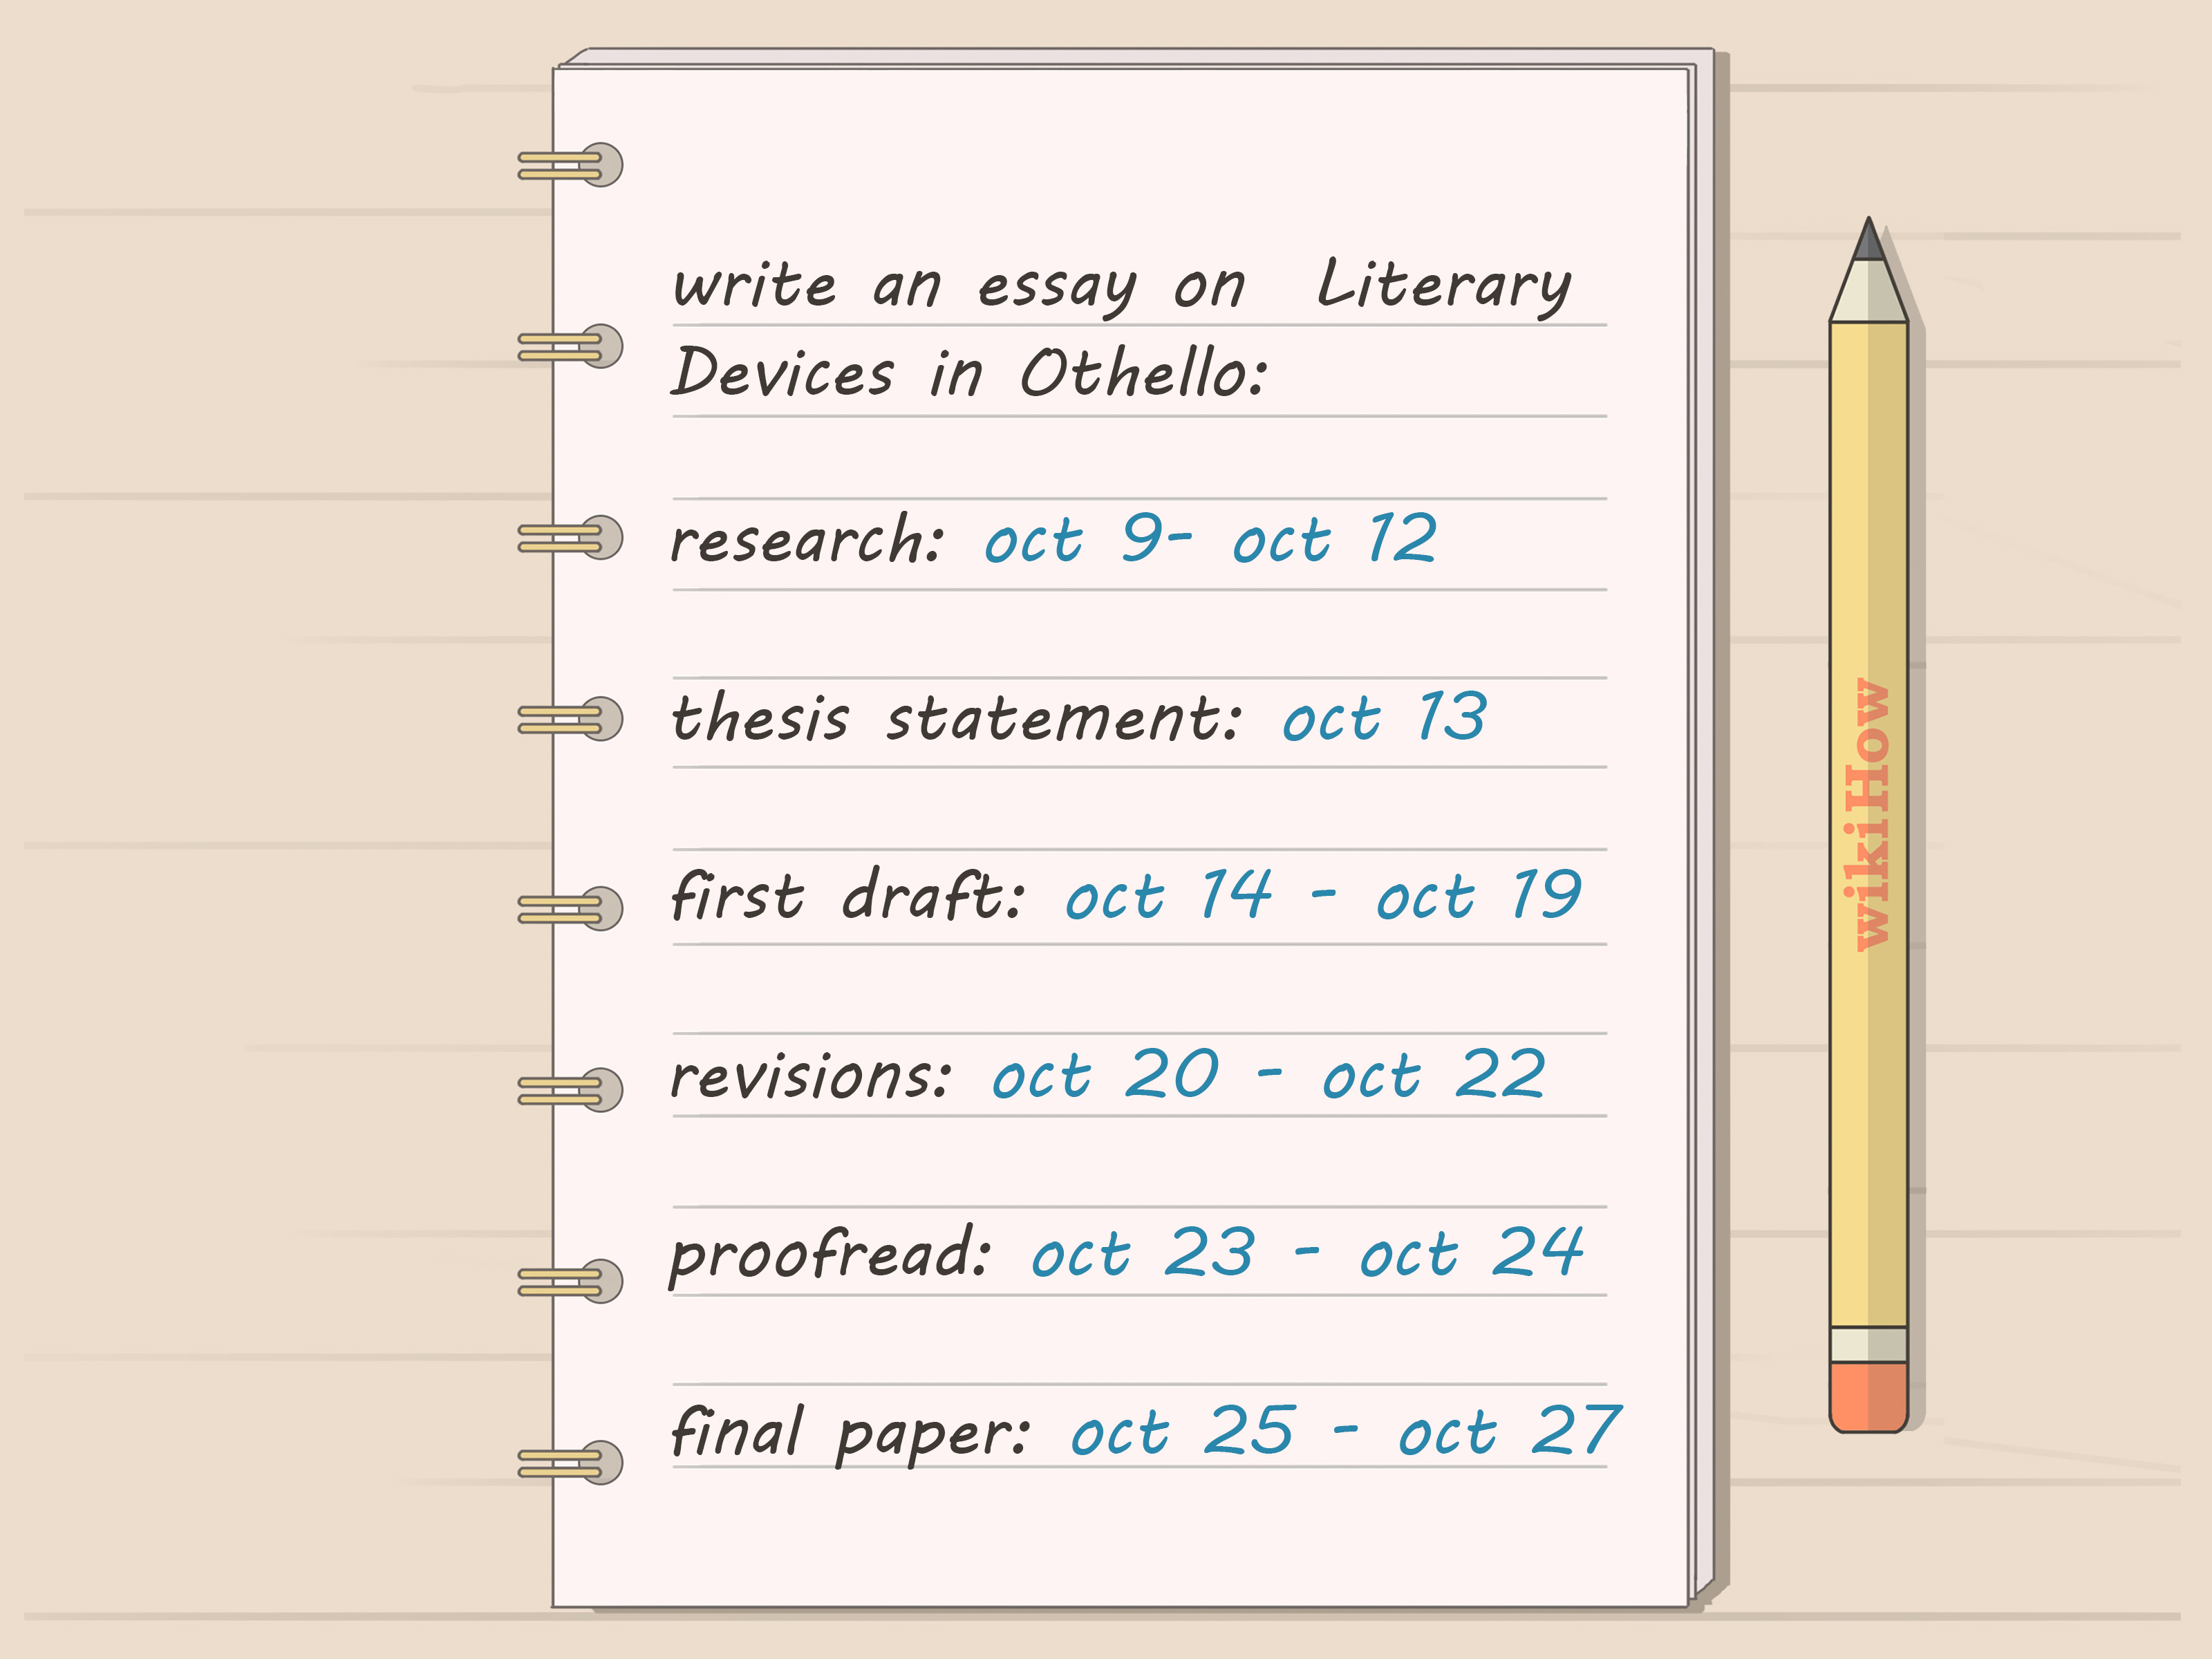 write an essay on Literary
Devices in Othello:
research: oct 9- oct 12
thesis statement: oct 13
first draft: oct 14 - oct 19
revisions: oct 20 - oct 22
proofread: oct 23 - oct 24
final paper: oct 25 - oct 27
wikiHow